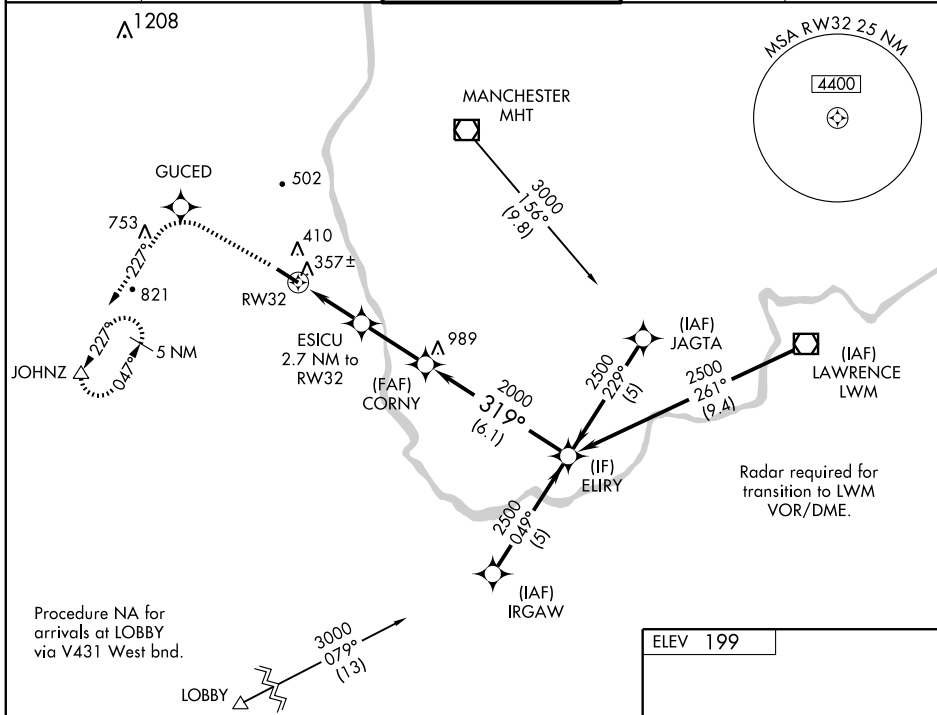 1208
MSA RW32 25 NM
4400
MANCHESTER
MHT
3000
156°
(9.8)
GUCED
502
753
410
357±
227°
821
RW32
227°
047°
5 NM
JOHNZ
ESICU
2.7 NM to
RW32
989
(FAF)
CORNY
2000
319°
(6.1)
(IAF)
JAGTA
2500
229°
(5)
(IAF)
LAWRENCE
LWM
2500
261°
(9.4)
(IF)
ELIRY
Radar required for
transition to LWM
VOR/DME.
2500
049°
(5)
(IAF)
IRGAW
Procedure NA for
arrivals at LOBBY
via V431 West bnd.
3000
079°
(13)
LOBBY
ELEV 199